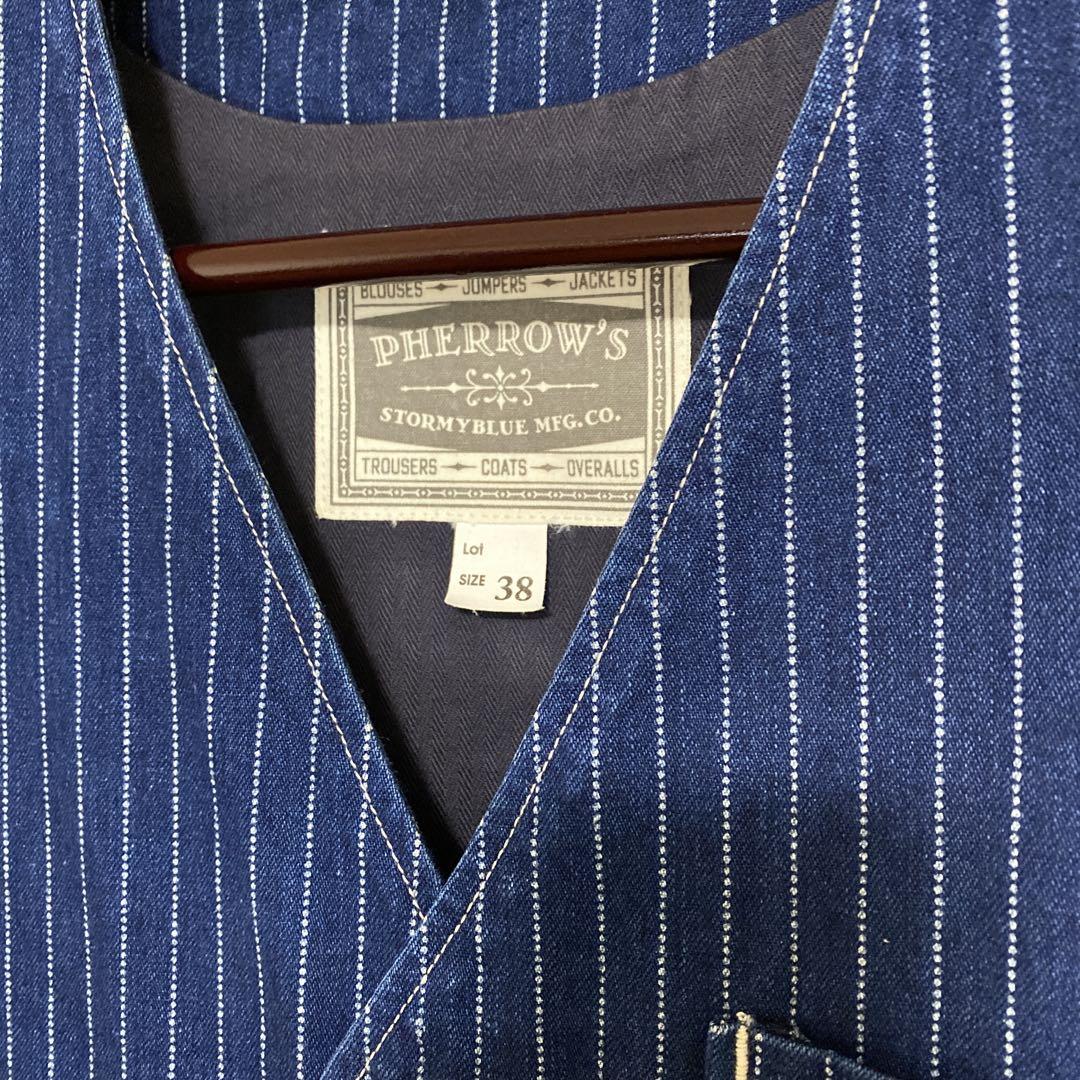 BLOUSES JUMPERS JACKETS
PHERROW'S
STORMYBLUE MFG.CO.
TROUSERS COATS OVERALLS
Lot
SIZE 38